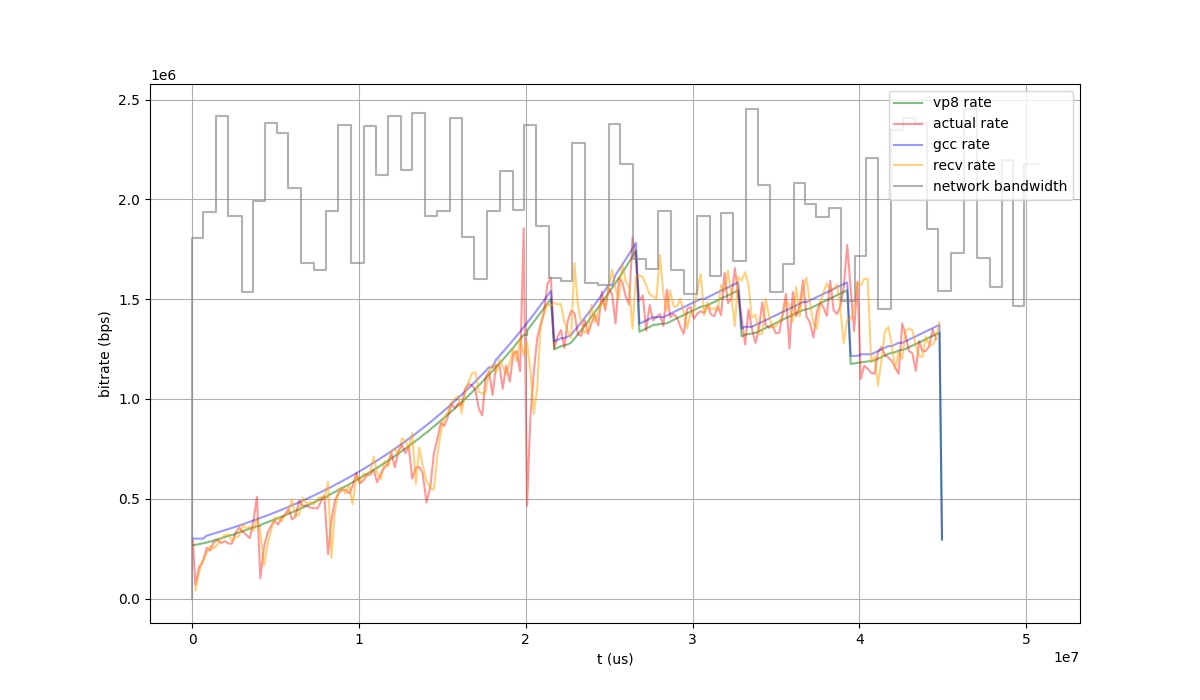 1e6
2.5
2.0
1.5
1.0
0.5
0.0
bitrate (bps)
vp8 rate
actual rate
gcc rate
recv rate
network bandwidth
0 1 2 3 4 5
t (us)
1e7